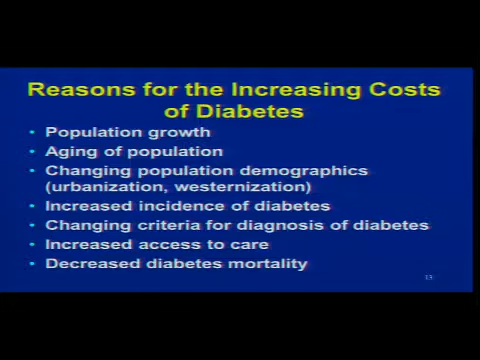 Reasons for the Increasing Costs
of Diabetes
• Population growth
• Aging of population
• Changing population demographics
(urbanization, westernization)
• Increased incidence of diabetes
• Changing criteria for diagnosis of diabetes
• Increased access to care
• Decreased diabetes mortality
13